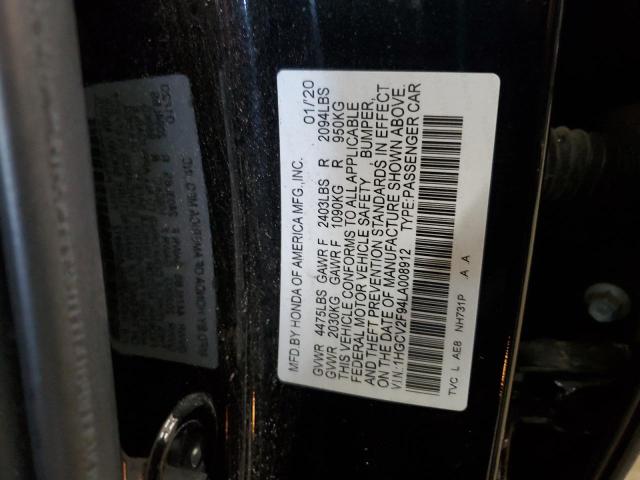 MFD.BY HONDA OF AMERICA MFG.,INC. 01/'20
GVWR 4475LBS GAWR F 2403LBS R 2094LBS
GVWR 2030KG GAWR F 1090KG R 950KG
THIS VEHICLE CONFORMS TO ALL APPLICABLE
FEDERAL MOTOR VEHICLE SAFETY, BUMPER,
AND THEFT PREVENTION STANDARDS IN EFFECT
ON THE DATE OF MANUFACTURE SHOWN ABOVE.
V.I.N.:1HGCV2F94LA008912 TYPE:PASSENGER CAR
TVC L AE8 NH731P A A